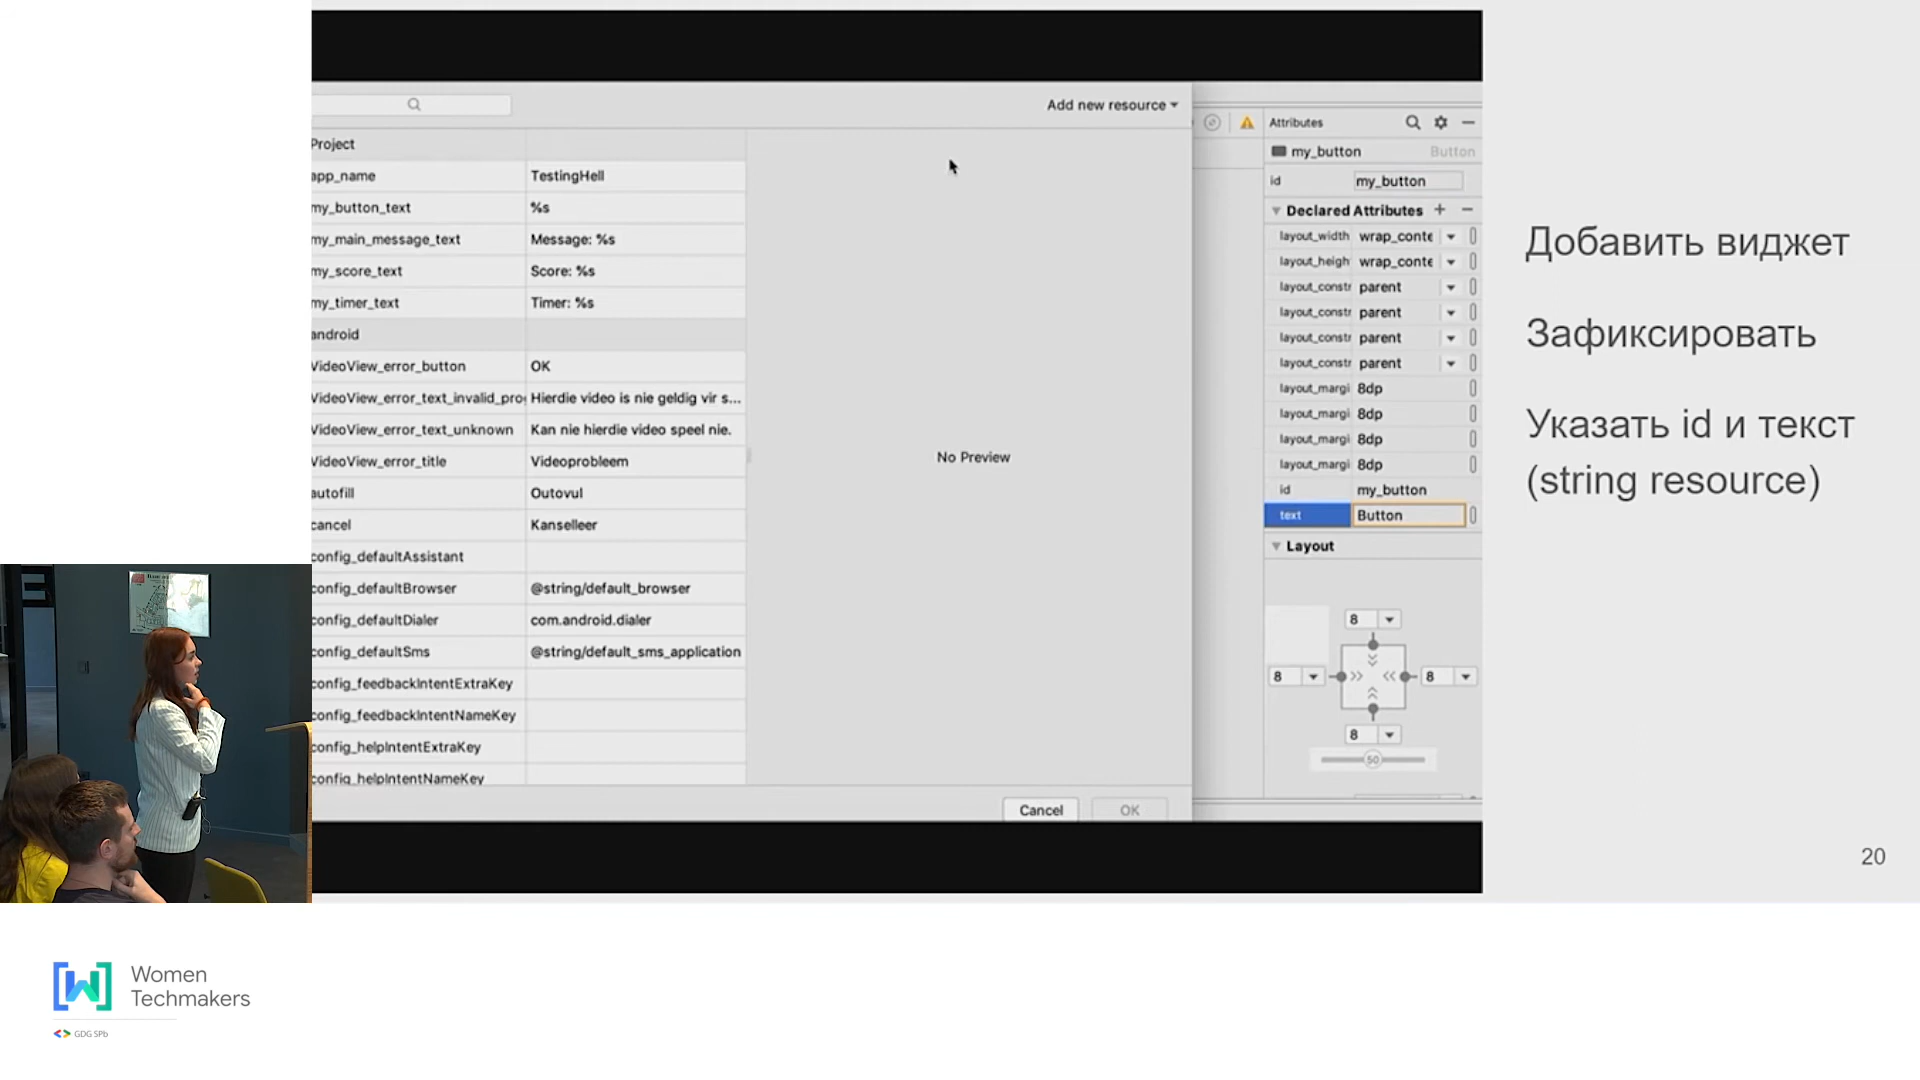 Add new resource
Project
app_name TestingHell
my_button_text %s
my_main_message_text Message: %s
my_score_text Score: %s
my_timer_text Timer: %s
android
VideoView_error_button OK
VideoView_error_text_invalid_prog Hierdie video is nie geldig vir s...
VideoView_error_text_unknown Kan nie hierdie video speel nie.
VideoView_error_title Videoprobleem
autofill Outovul
cancel Kanselleer
config_defaultAssistant
config_defaultBrowser @string/default_browser
config_defaultDialer com.android.dialer
config_defaultSms @string/default_sms_application
config_feedbackIntentExtraKey
config_feedbackIntentNameKey
config_helpIntentExtraKey
config_helpIntentNameKey
No Preview
Cancel OK
Attributes
my_button Button
id my_button
Declared Attributes
layout_width wrap_conte
layout_heigh wrap_conte
layout_constr parent
layout_constr parent
layout_constr parent
layout_constr parent
layout_margi 8dp
layout_margi 8dp
layout_margi 8dp
layout_margi 8dp
id my_button
text Button
Layout
8
8 8
8
50
Добавить виджет
Зафиксировать
Указать id и текст
(string resource)
20
Women
Techmakers
GDG SPb